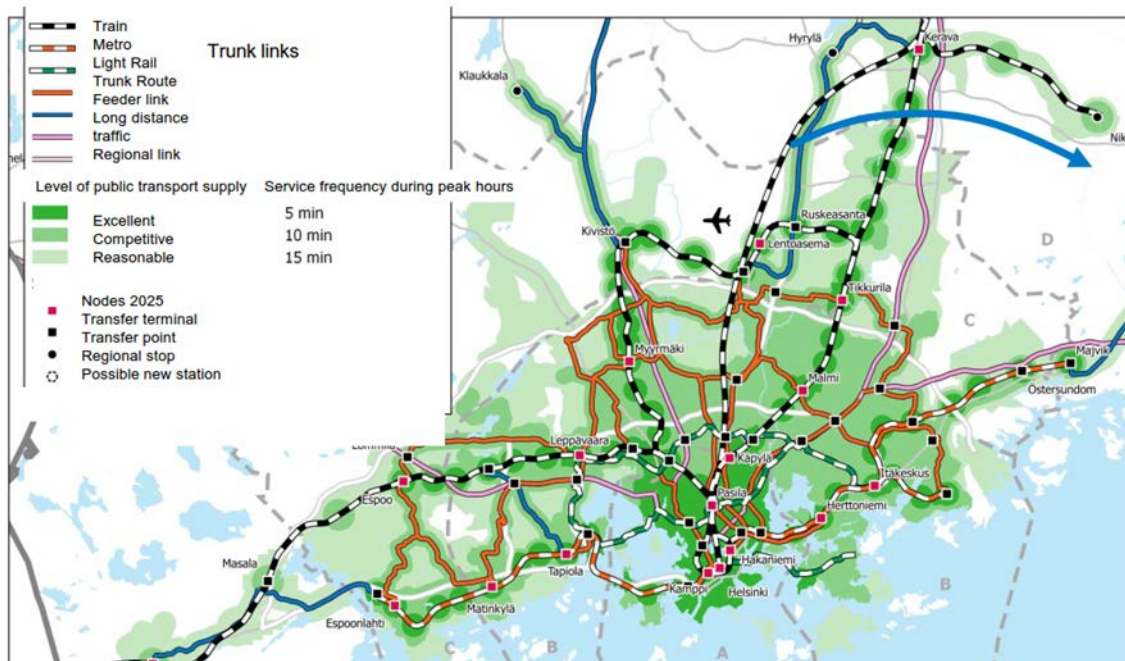 Train
Metro
Trunk links
Light Rail
Trunk Route
Feeder link
Long distance
traffic
Regional link
Level of public transport supply Service frequency during peak hours
Excellent 5 min
Competitive 10 min
Reasonable 15 min
Nodes 2025
Transfer terminal
Transfer point
Regional stop
Possible new station
Hyrylä
Kerava
Klaukkala
Nik
Ruskeasanta
Kivistö
Lentoasema
D
Tikkurila
C
Majvik
Myyrmäki
Östersundom
Malmi
Leppävaara
Käpylä
Itäkeskus
Espoo
Pasila
Herttoniemi
Masala
Tapiola
Hakaniemi
Kamppi
Helsinki
Matinkylä
Espoonlahti
B
C
B
A